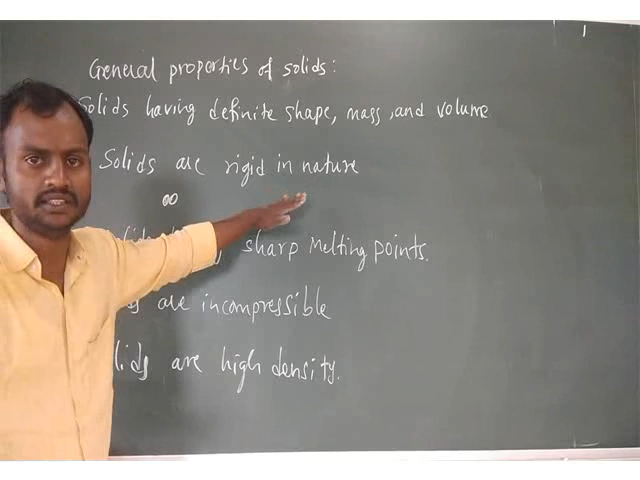 General properties of solids:
Solids having definite shape, mass, and volume
Solids are rigid in nature
sharp Melting points.
are incompressible
are high density.